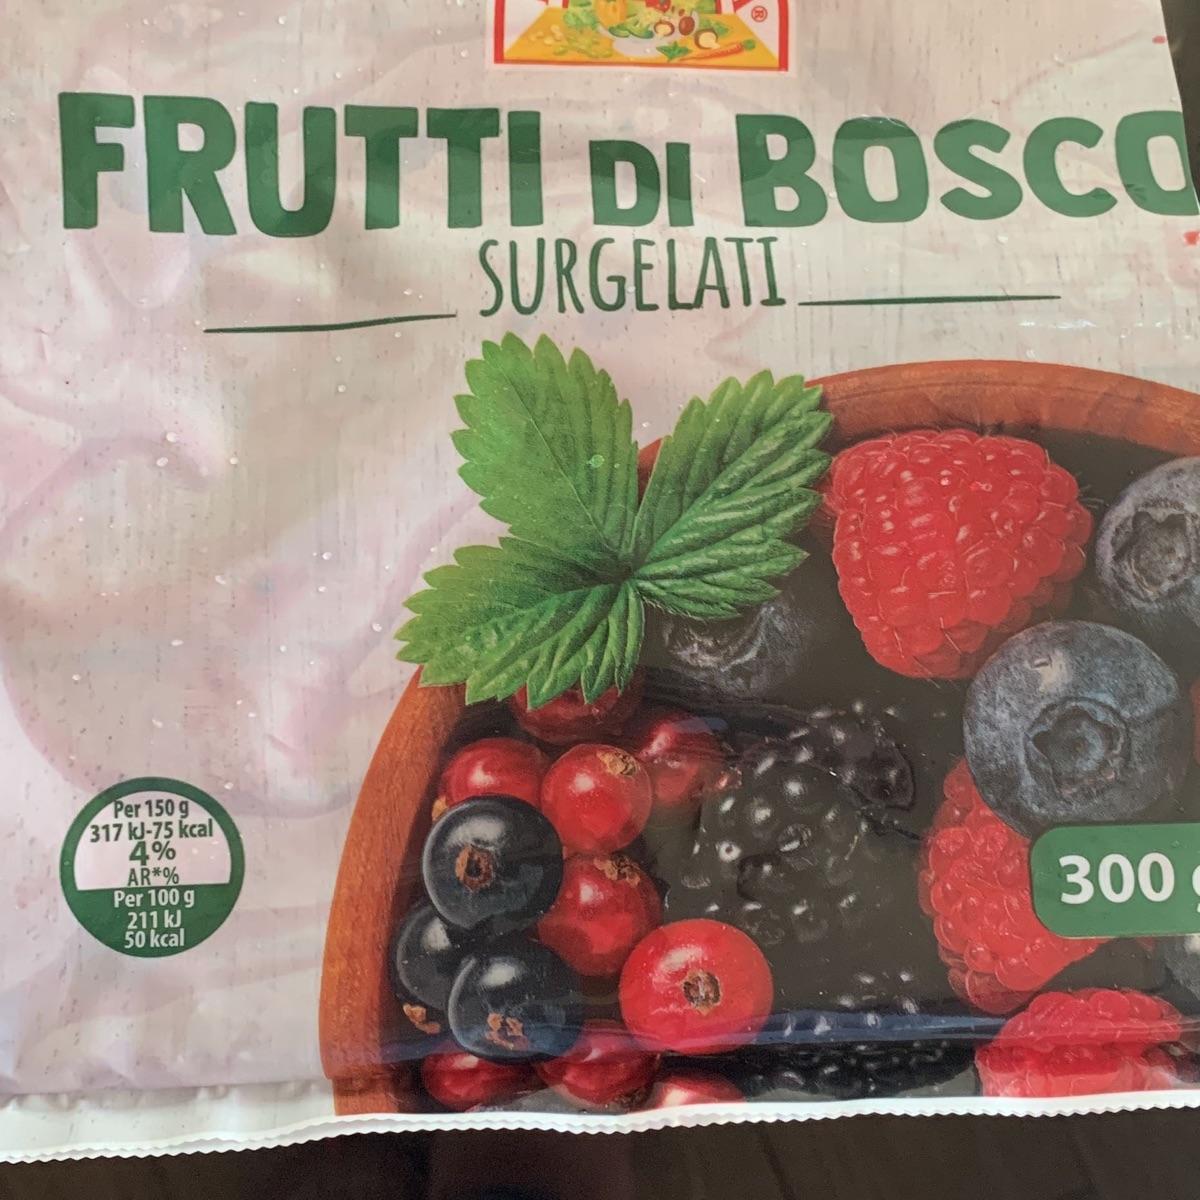 ®
FRUTTI DI BOSCO
SURGELATI
Per 150 g
317 kJ-75 kcal
4%
AR*%
Per 100 g
211 kJ
50 kcal
300 g